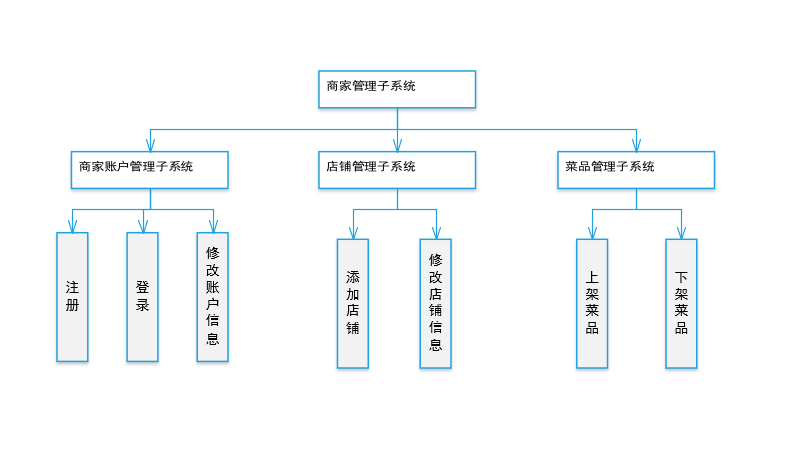 商家管理子系统
商家账户管理子系统
店铺管理子系统
菜品管理子系统
注册
登录
修改账户信息
添加店铺
修改店铺信息
上架菜品
下架菜品